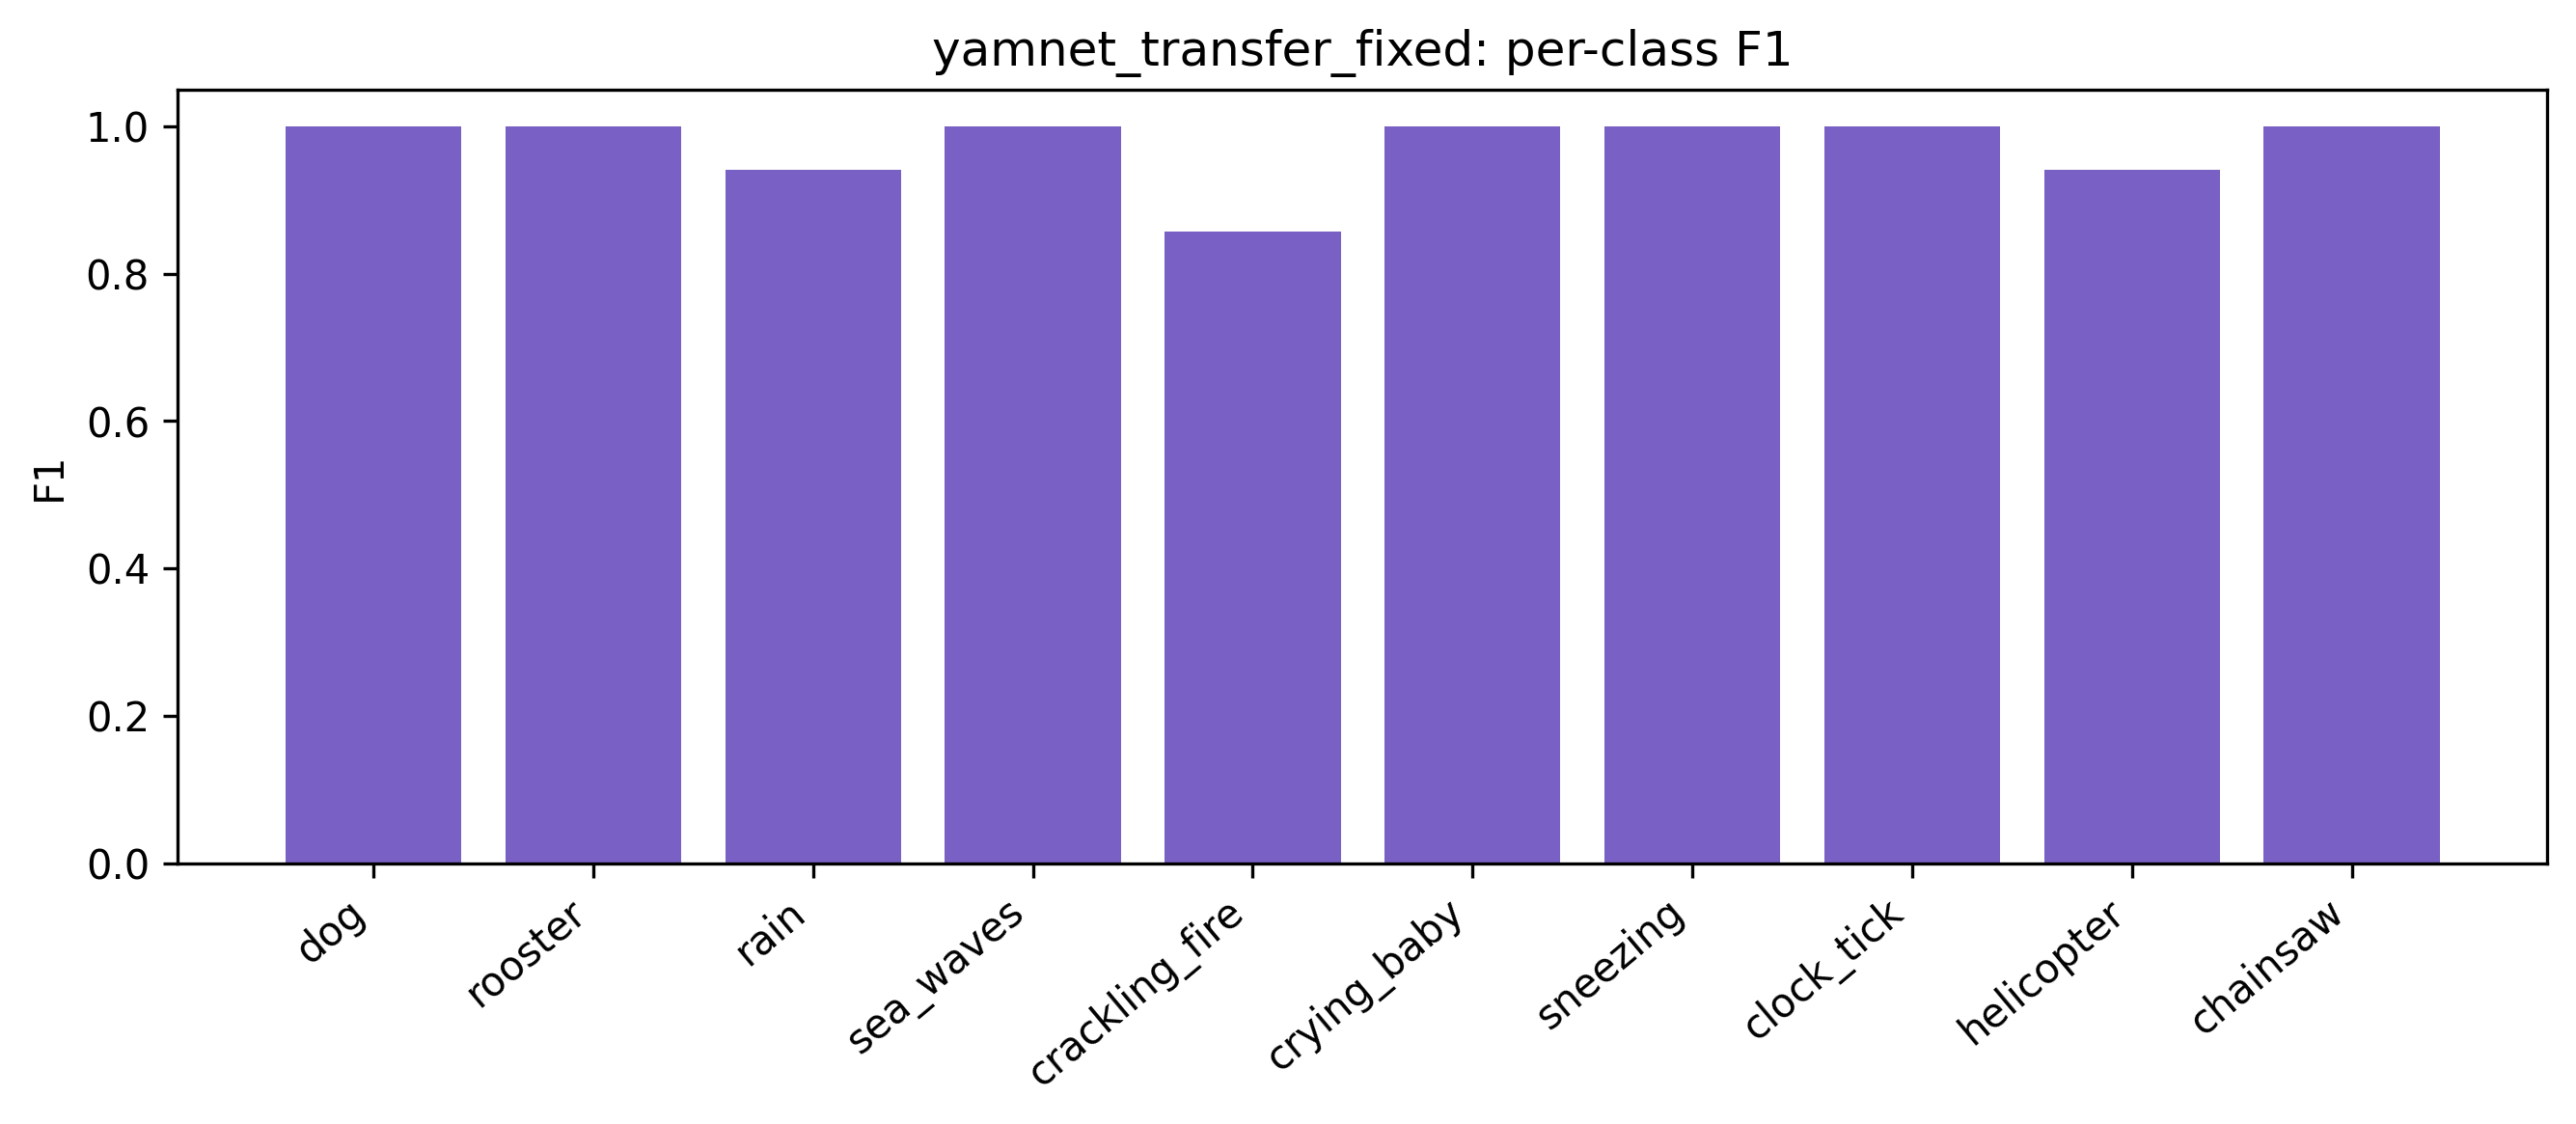 yamnet_transfer_fixed: per-class F1
1.0
0.8
0.6
0.4
0.2
0.0
F1
dog
rooster
rain
sea_waves
crackling_fire
crying_baby
sneezing
clock_tick
helicopter
chainsaw